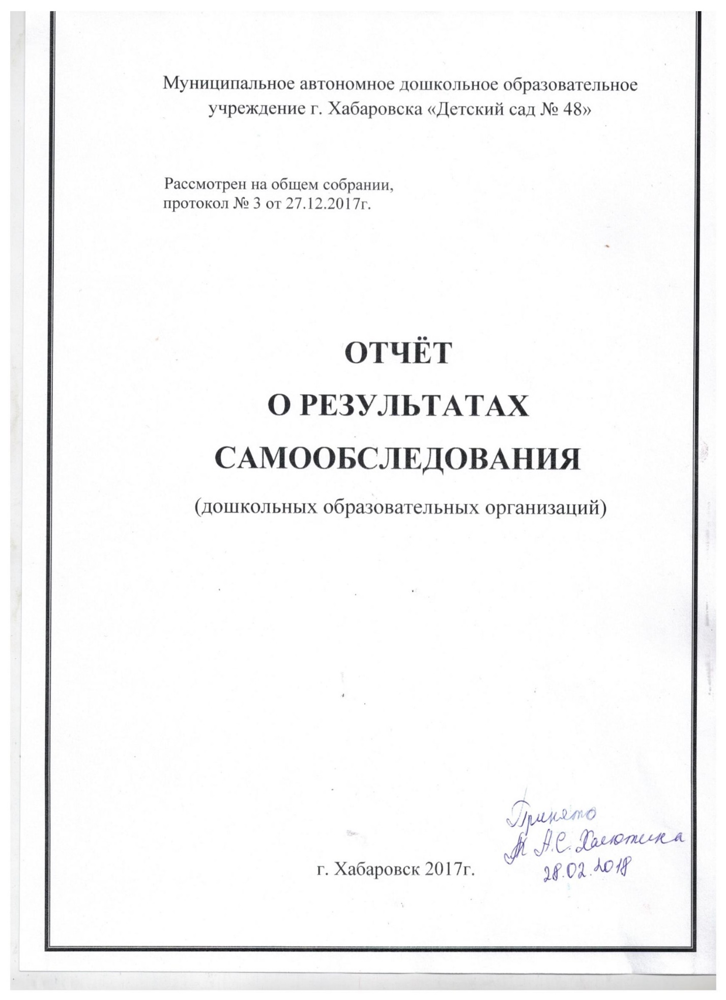 Муниципальное автономное дошкольное образовательное
учреждение г. Хабаровска «Детский сад № 48»
Рассмотрен на общем собрании,
протокол № 3 от 27.12.2017г.
ОТЧЁТ
О РЕЗУЛЬТАТАХ
САМООБСЛЕДОВАНИЯ
(дошкольных образовательных организаций)
Принято
А.С. Халютина
28.02.2018
г. Хабаровск 2017г.